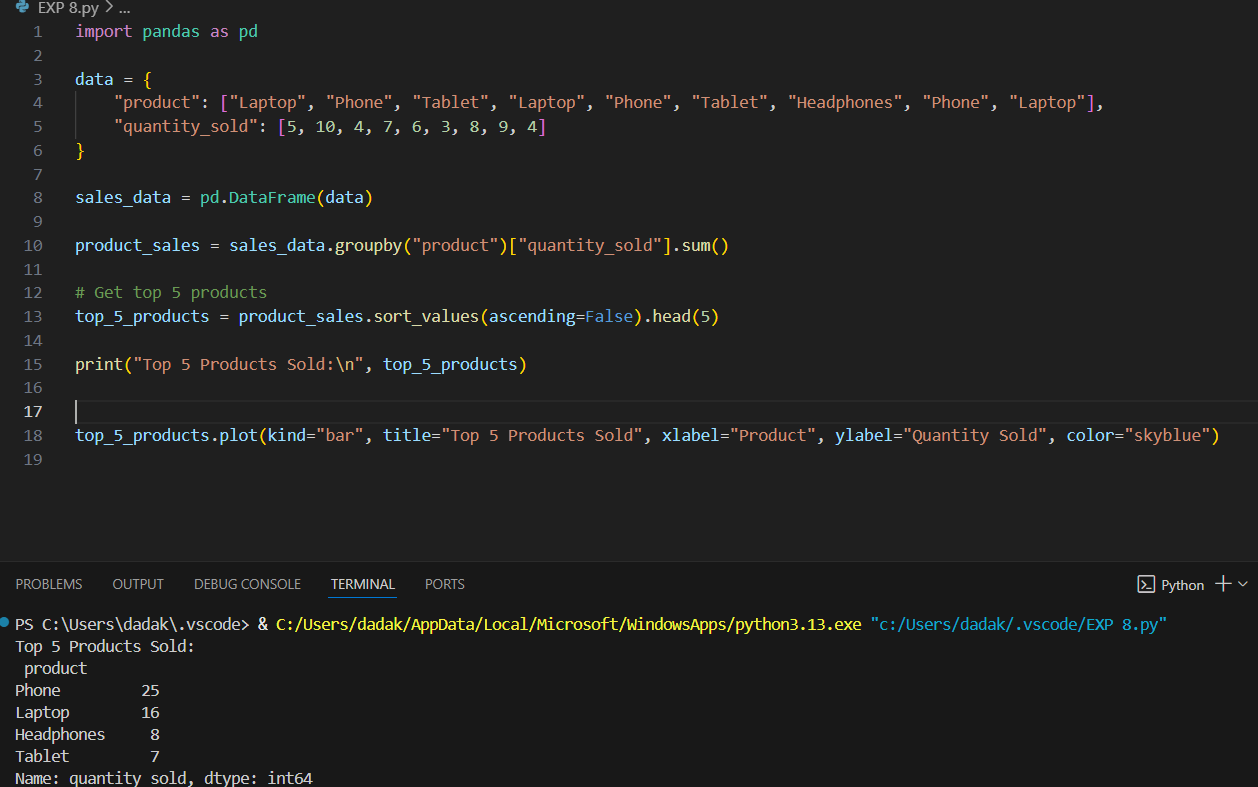 EXP 8.py > ...
1 import pandas as pd
2
3 data = {
4     "product": ["Laptop", "Phone", "Tablet", "Laptop", "Phone", "Tablet", "Headphones", "Phone", "Laptop"],
5     "quantity_sold": [5, 10, 4, 7, 6, 3, 8, 9, 4]
6 }
7
8 sales_data = pd.DataFrame(data)
9
10 product_sales = sales_data.groupby("product")["quantity_sold"].sum()
11
12 # Get top 5 products
13 top_5_products = product_sales.sort_values(ascending=False).head(5)
14
15 print("Top 5 Products Sold:\n", top_5_products)
16
17
18 top_5_products.plot(kind="bar", title="Top 5 Products Sold", xlabel="Product", ylabel="Quantity Sold", color="skyblue")
19
PROBLEMS OUTPUT DEBUG CONSOLE TERMINAL PORTS Python
PS C:\Users\dadak\.vscode> & C:/Users/dadak/AppData/Local/Microsoft/WindowsApps/python3.13.exe "c:/Users/dadak/.vscode/EXP 8.py"
Top 5 Products Sold:
 product
Phone         25
Laptop        16
Headphones     8
Tablet         7
Name: quantity_sold, dtype: int64